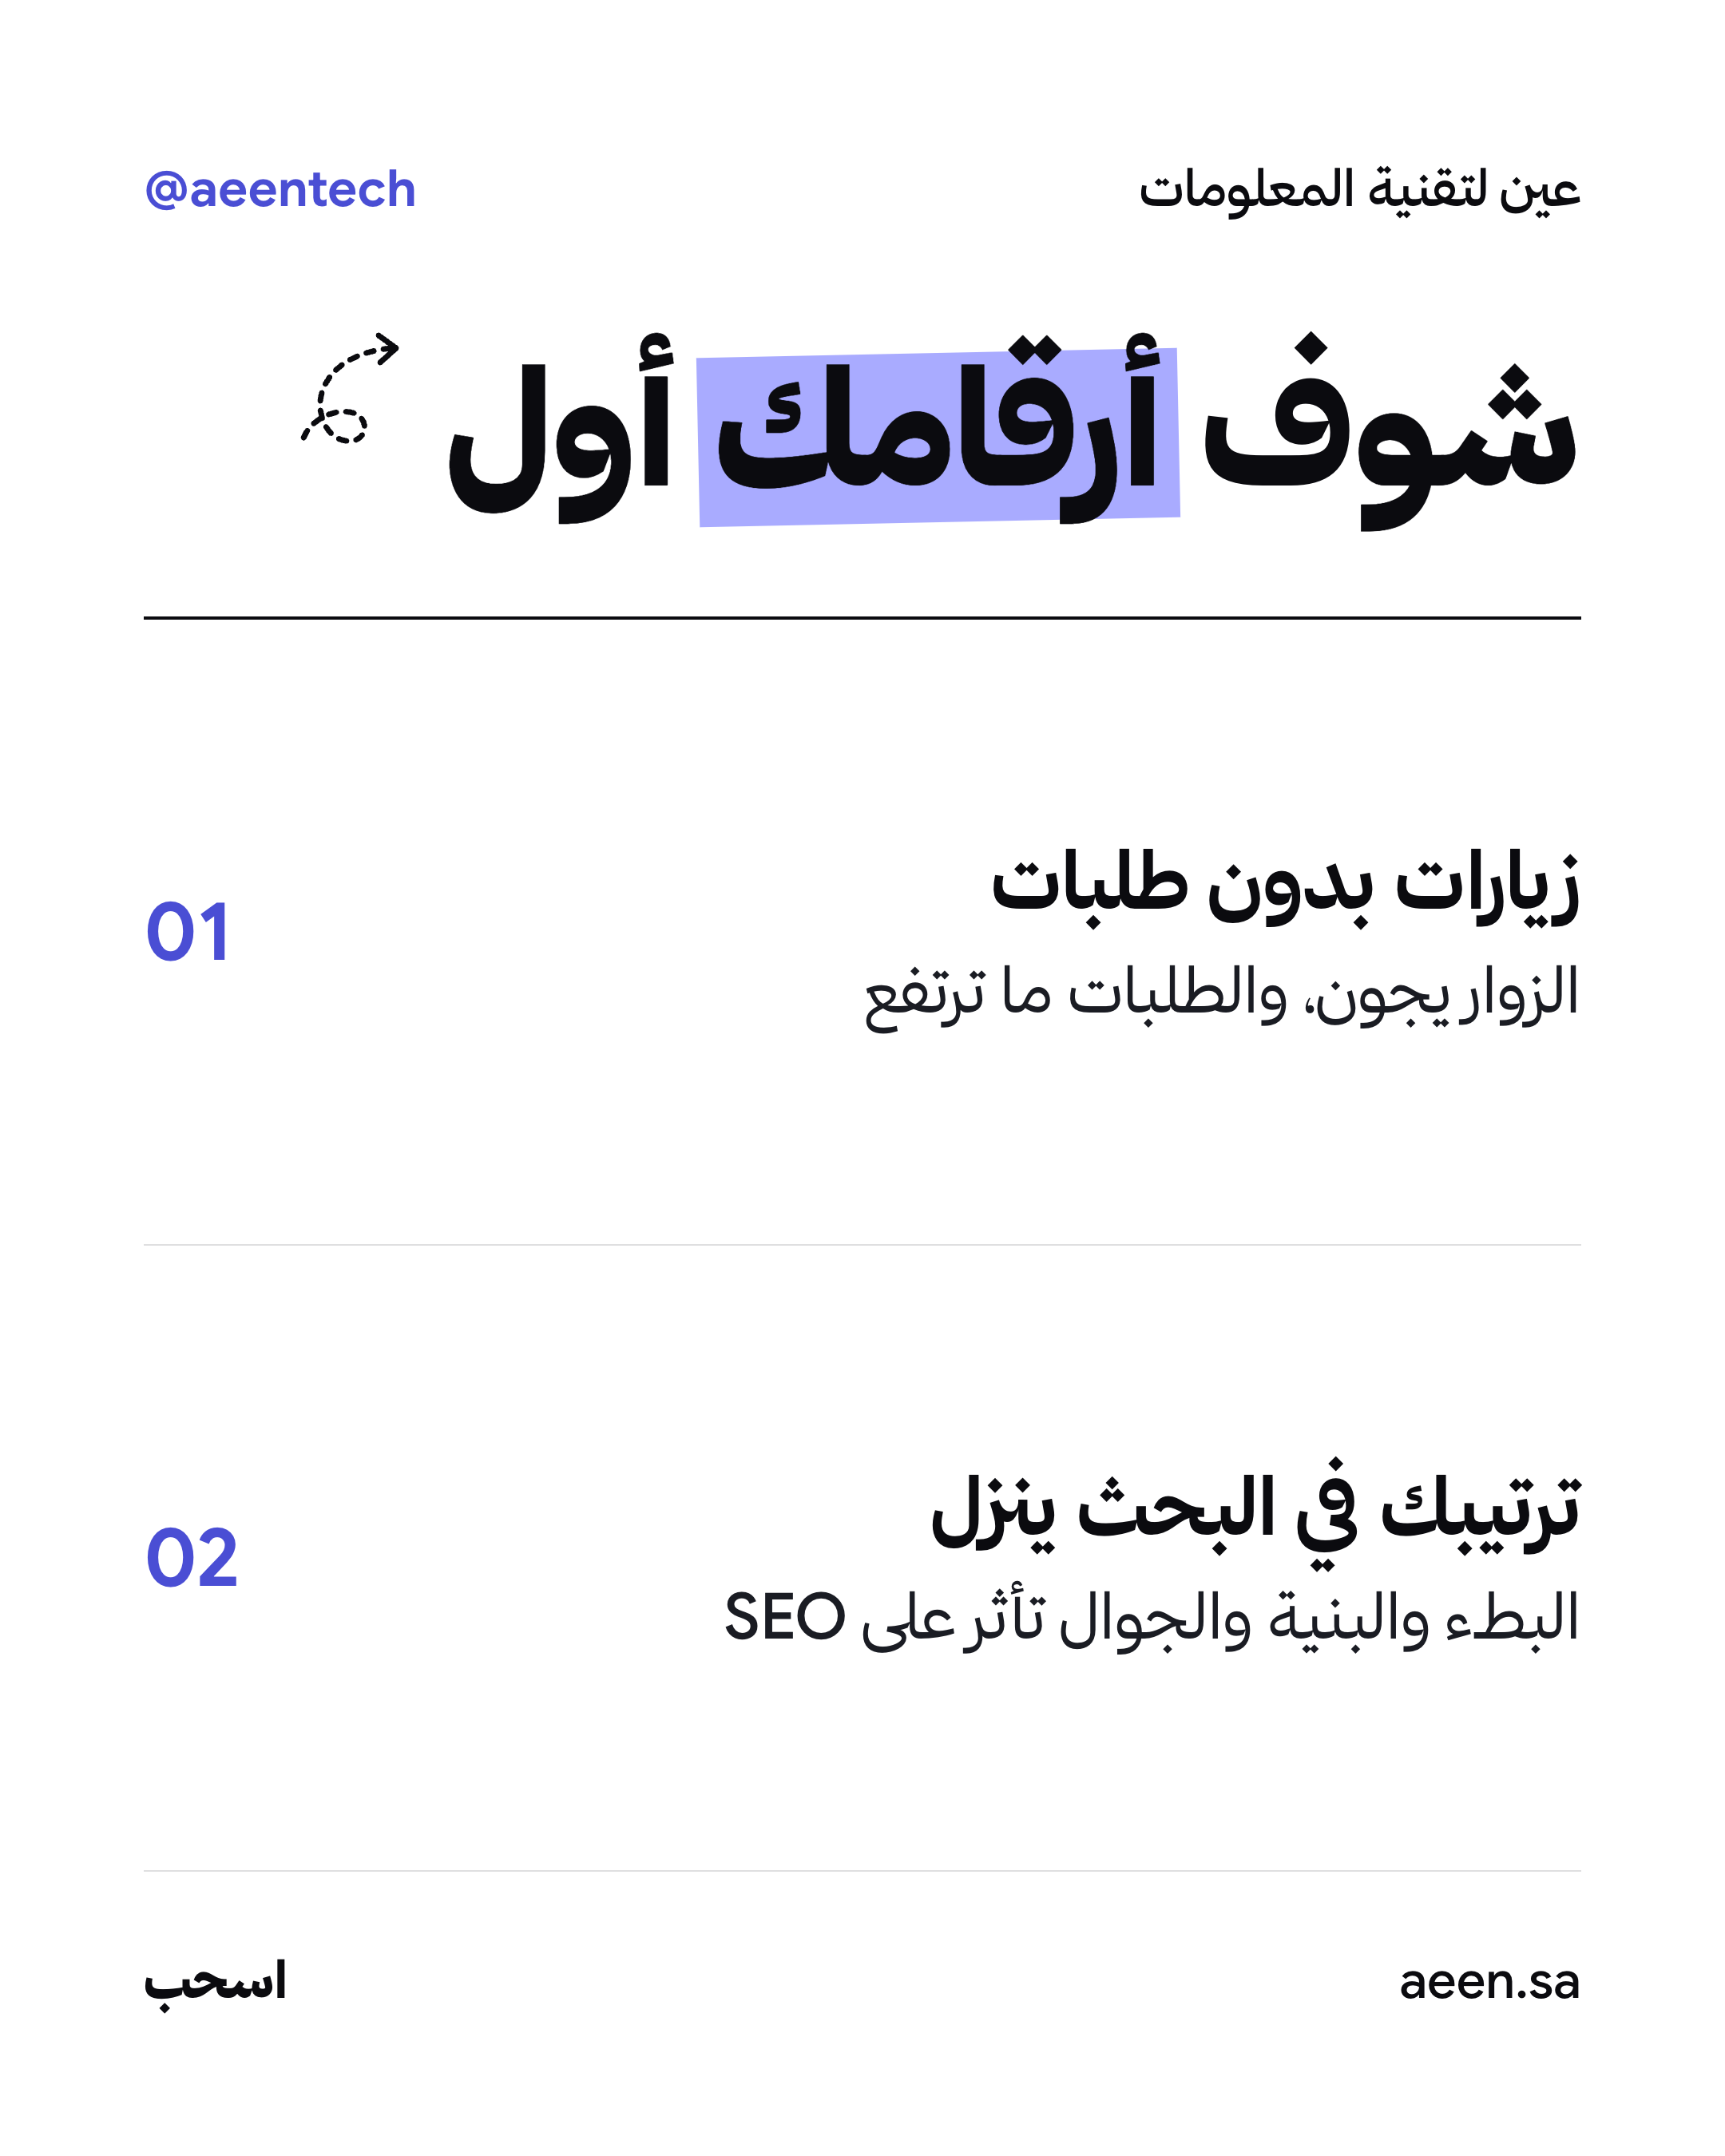 عين لتقنية المعلومات
@aeentech
شوف أرقامك أول
زيارات بدون طلبات
01
الزوار يجون، والطلبات ما ترتفع
ترتيبك في البحث ينزل
02
البطء والبنية والجوال تأثر على SEO
aeen.sa
اسحب